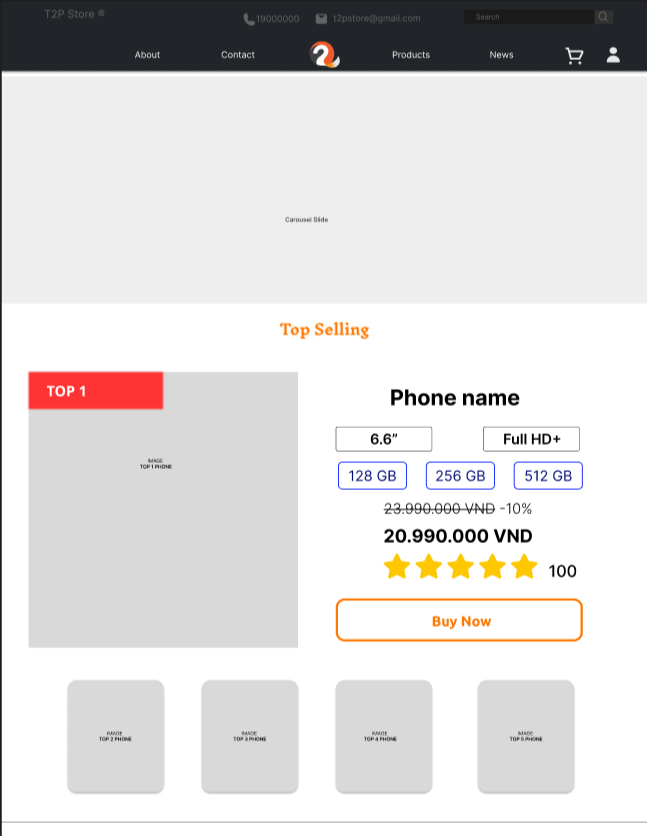 T2P Store ®
19000000
t2pstore@gmail.com
Search
About
Contact
Products
News
Carousel Slide
Top Selling
TOP 1
IMAGE
TOP 1 PHONE
Phone name
6.6”
Full HD+
128 GB
256 GB
512 GB
23.990.000 VND -10%
20.990.000 VND
100
Buy Now
IMAGE
TOP 2 PHONE
IMAGE
TOP 3 PHONE
IMAGE
TOP 4 PHONE
IMAGE
TOP 5 PHONE